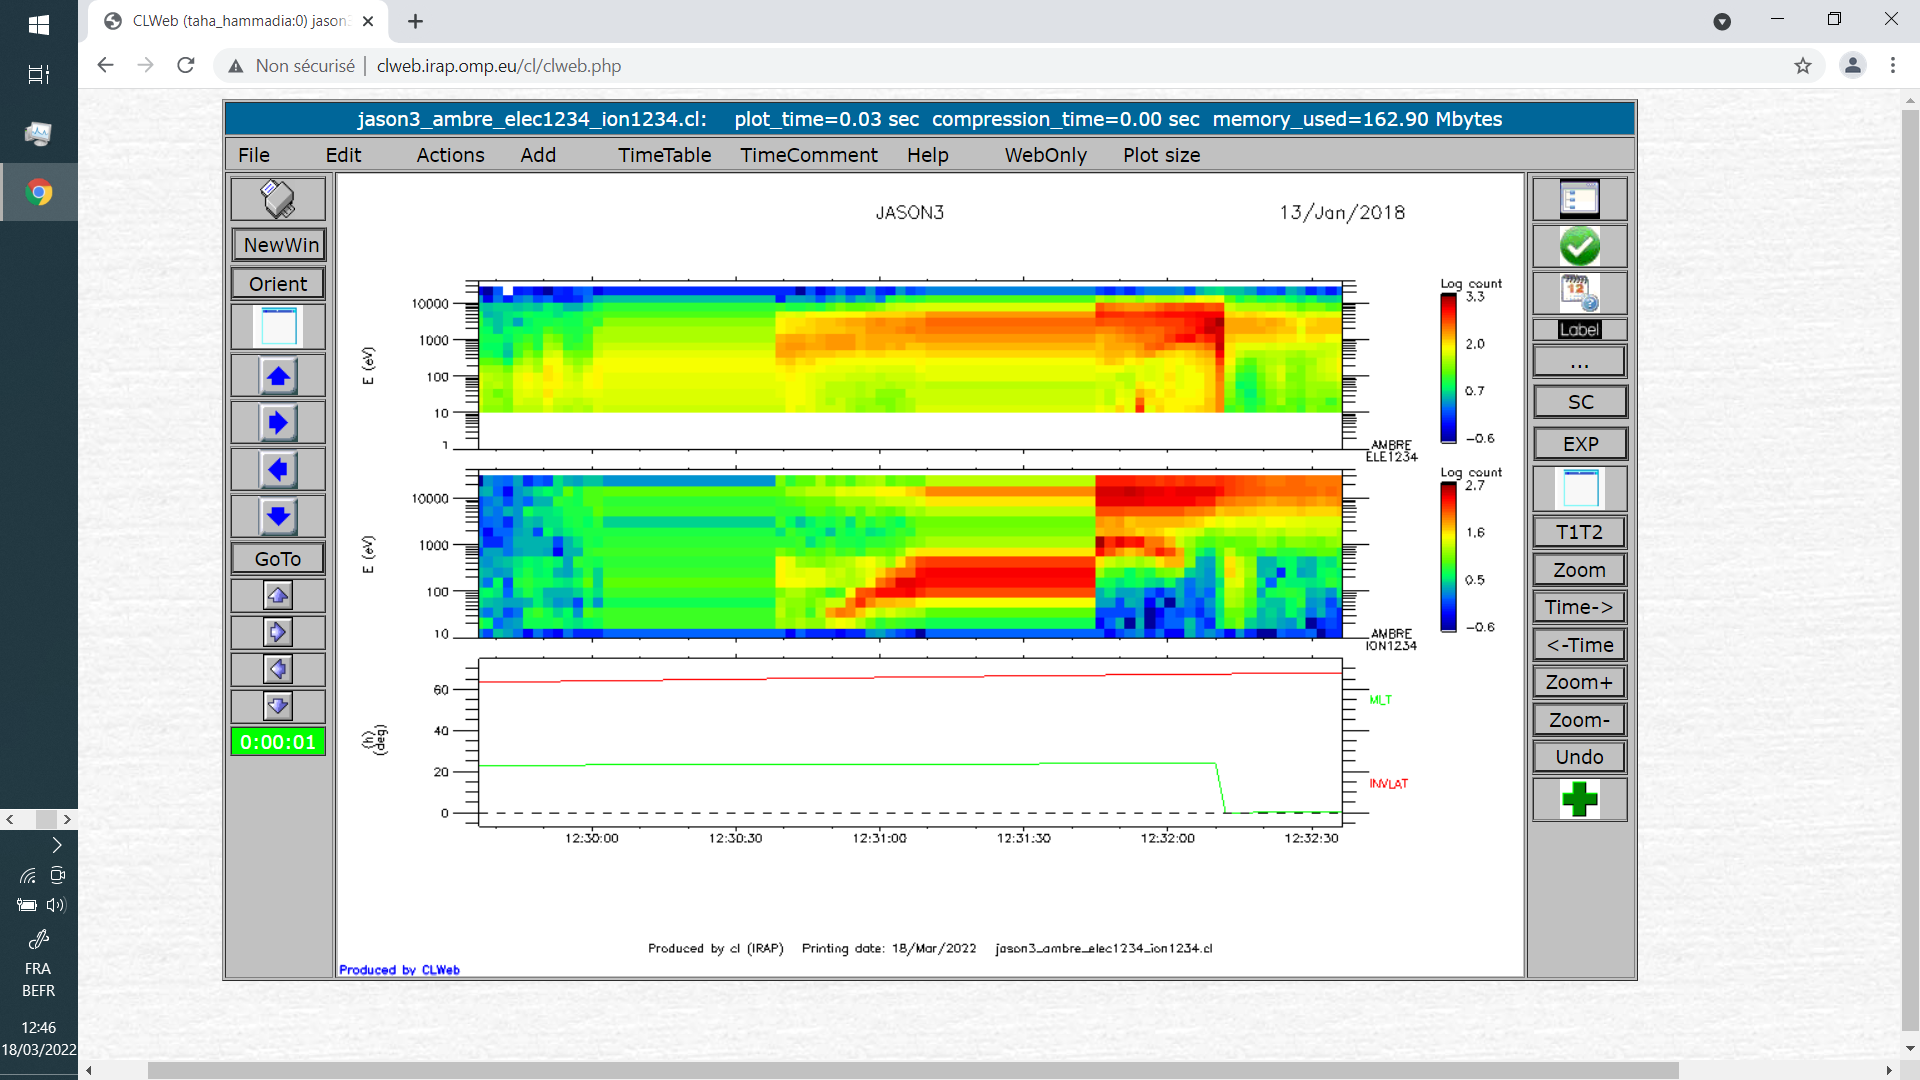 CLWeb (taha_hammadia:0) jason3
Non sécurisé
clweb.irap.omp.eu/cl/clweb.php
jason3_ambre_elec1234_ion1234.cl: plot_time=0.03 sec compression_time=0.00 sec memory_used=162.90 Mbytes
File Edit Actions Add TimeTable TimeComment Help WebOnly Plot size
NewWin
Orient
GoTo
0:00:01
JASON3
13/Jan/2018
E (eV)
10000
1000
100
10
1
Log count
3.3
2.0
0.7
-0.6
AMBRE
ELE1234
E (eV)
10000
1000
100
10
Log count
2.7
1.6
0.5
-0.6
AMBRE
ION1234
(h)
(deg)
60
40
20
0
MLT
INVLAT
12:30:00 12:30:30 12:31:00 12:31:30 12:32:00 12:32:30
Produced by cl (IRAP) Printing date: 18/Mar/2022 jason3_ambre_elec1234_ion1234.cl
Produced by CLWeb
12
Label
...
SC
EXP
T1T2
Zoom
Time->
<-Time
Zoom+
Zoom-
Undo
FRA
BEFR
12:46
18/03/2022